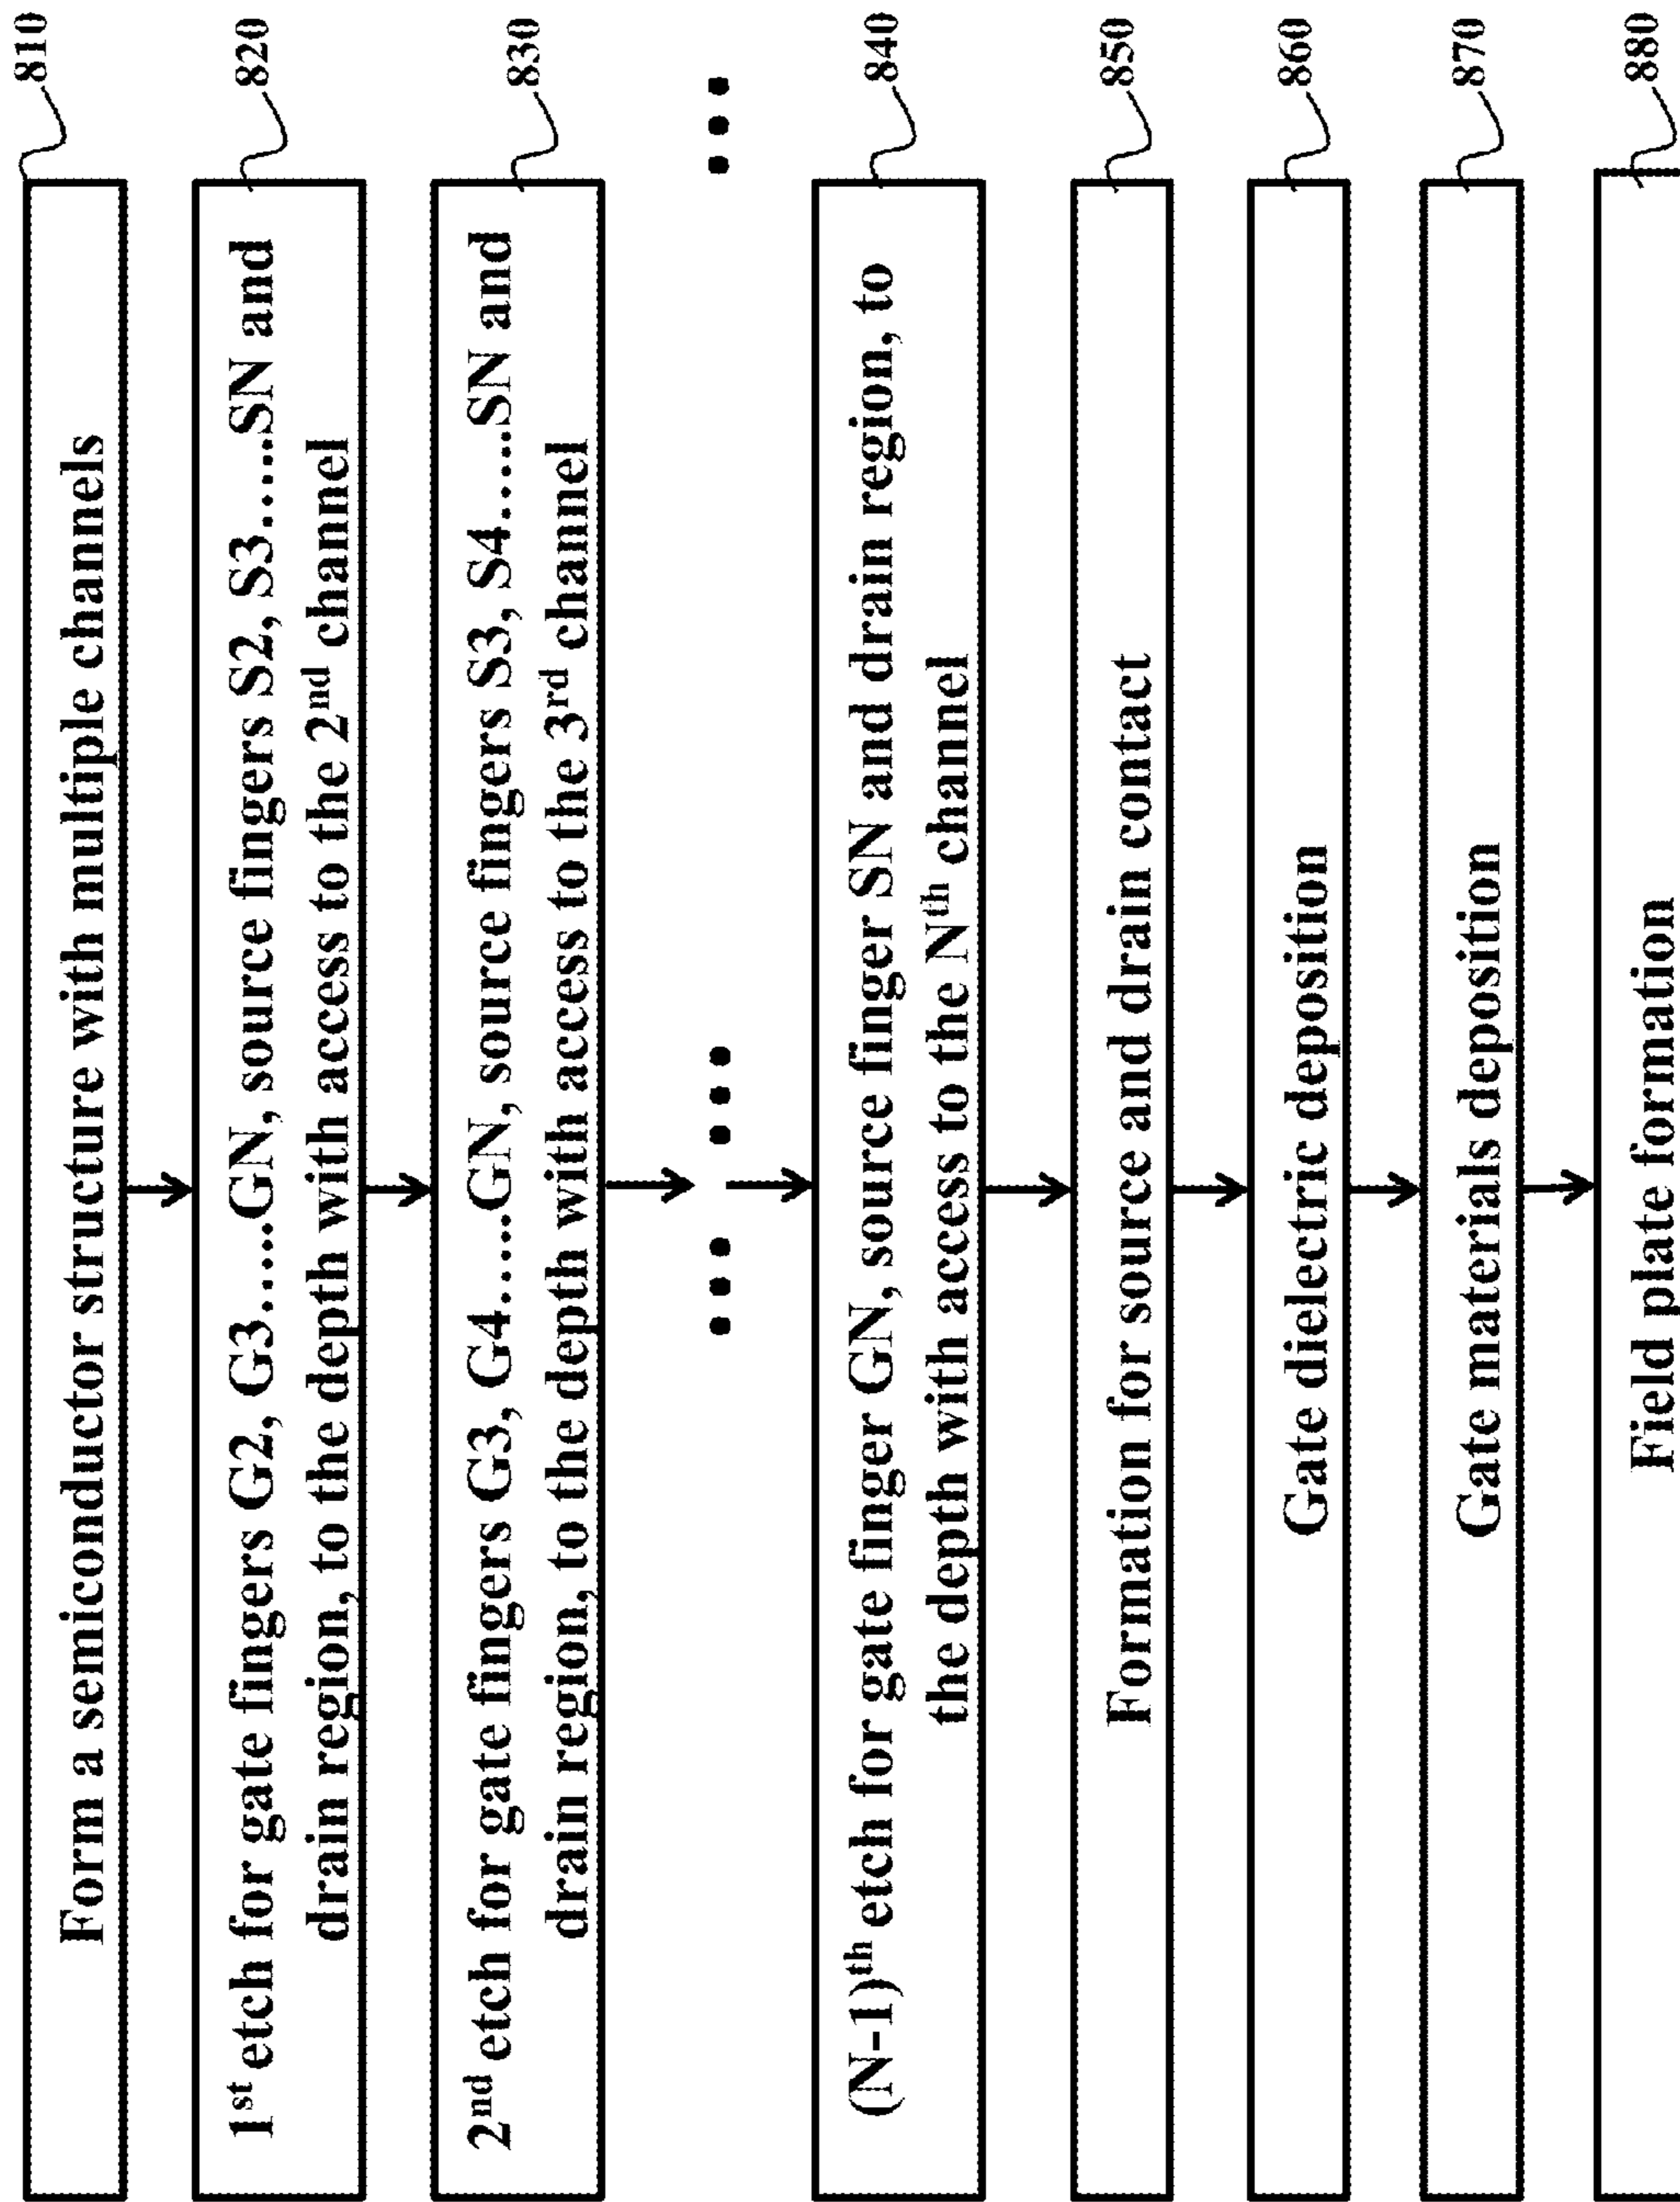 Form a semiconductor structure with multiple channels
810
1st etch for gate fingers G2, G3.....GN, source fingers S2, S3.....SN and
drain region, to the depth with access to the 2nd channel
820
2nd etch for gate fingers G3, G4.....GN, source fingers S3, S4.....SN and
drain region, to the depth with access to the 3rd channel
830
(N-1)th etch for gate finger GN, source finger SN and drain region, to
the depth with access to the Nth channel
840
Formation for source and drain contact
850
Gate dielectric deposition
860
Gate materials deposition
870
Field plate formation
880